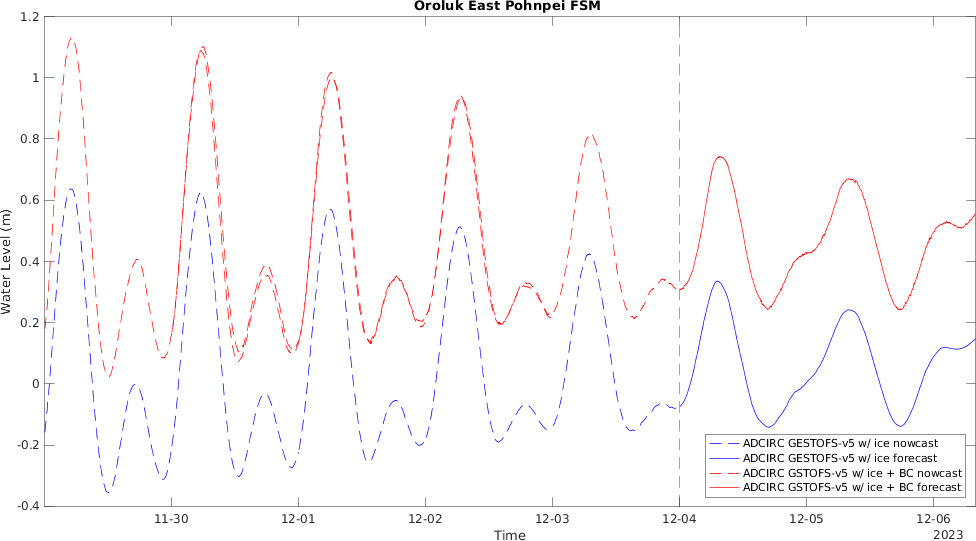 Oroluk East Pohnpei FSM
1.2
1
0.8
0.6
0.4
0.2
0
-0.2
-0.4
Water Level (m)
ADCIRC GESTOFS-v5 w/ ice nowcast
ADCIRC GESTOFS-v5 w/ ice forecast
ADCIRC GSTOFS-v5 w/ ice + BC nowcast
ADCIRC GSTOFS-v5 w/ ice + BC forecast
11-30 12-01 12-02 12-03 12-04 12-05 12-06
Time
2023